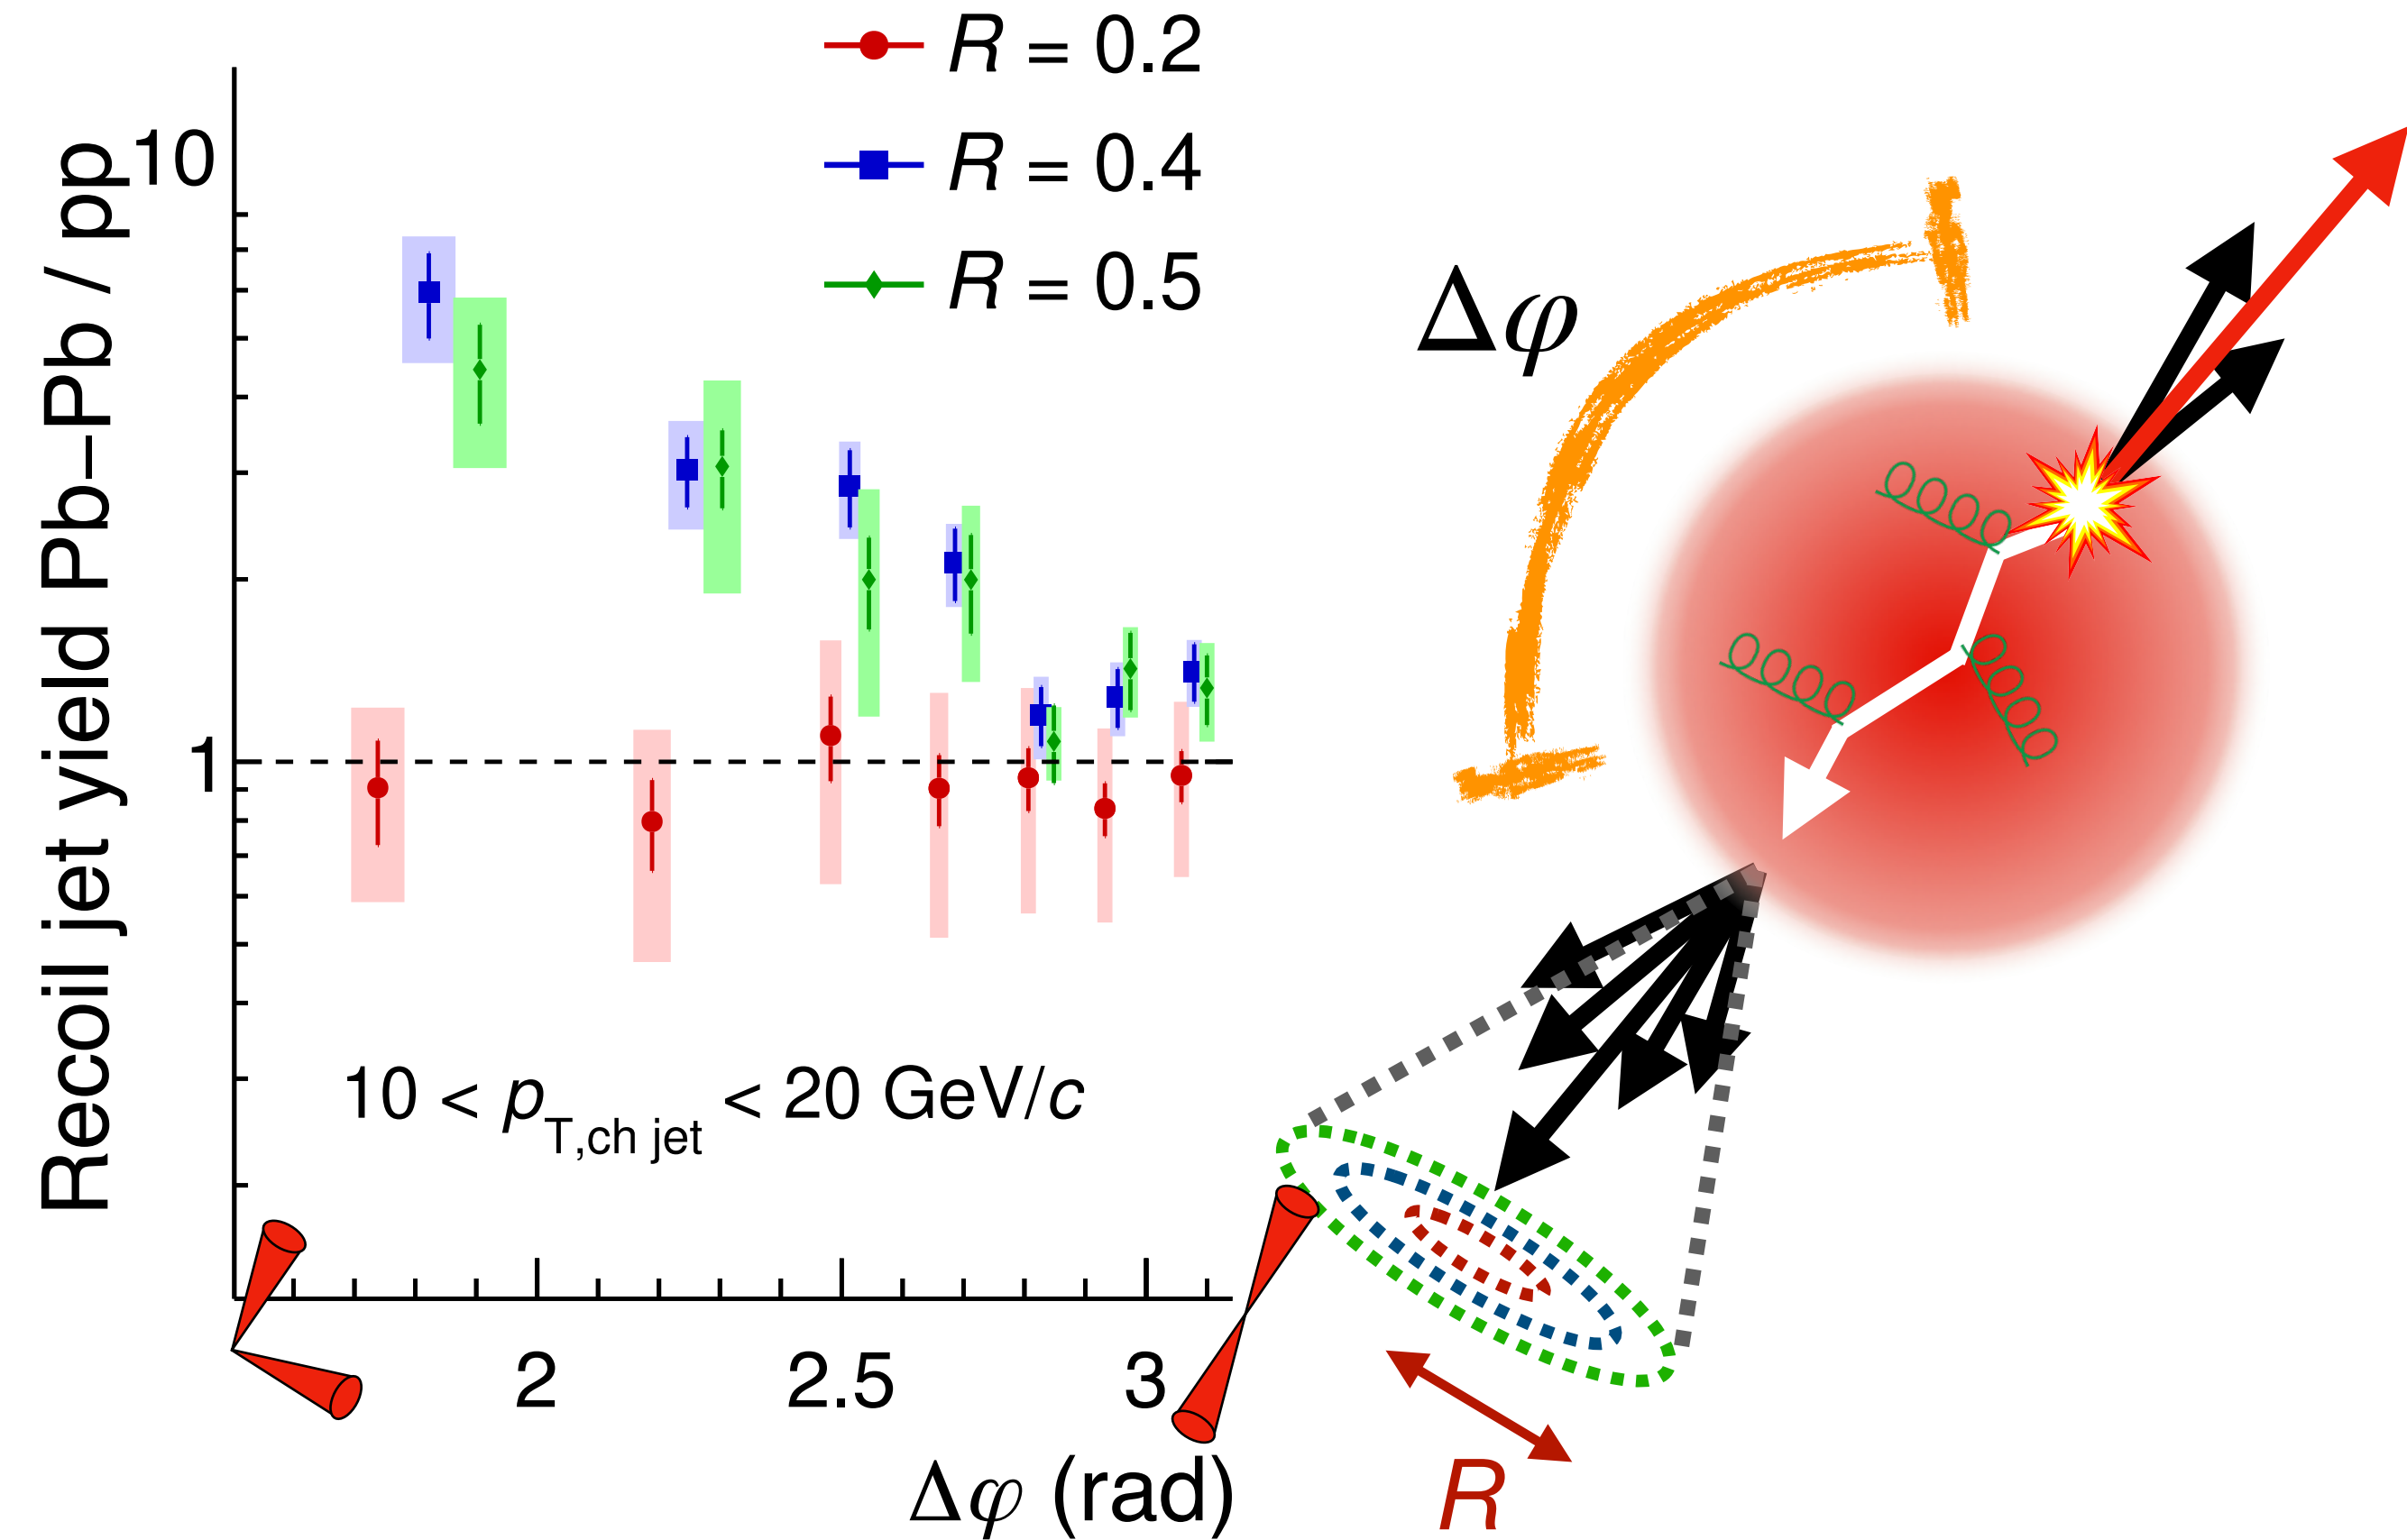 R = 0.2
R = 0.4
R = 0.5
Recoil jet yield Pb−Pb / pp
10
1
10 < p_T,ch jet < 20 GeV/c
2 2.5 3
Δφ (rad)
Δφ
R